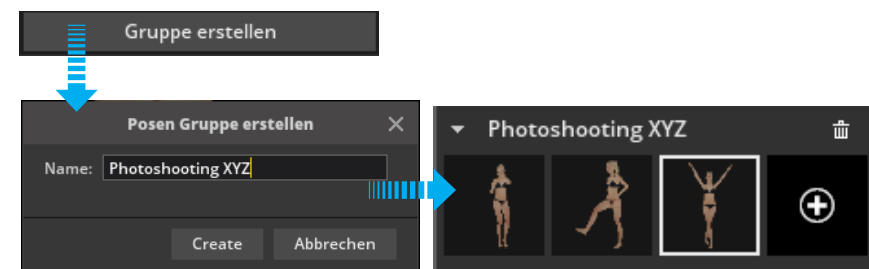 Gruppe erstellen
Posen Gruppe erstellen
Name: Photoshooting XYZ
Create Abbrechen
Photoshooting XYZ